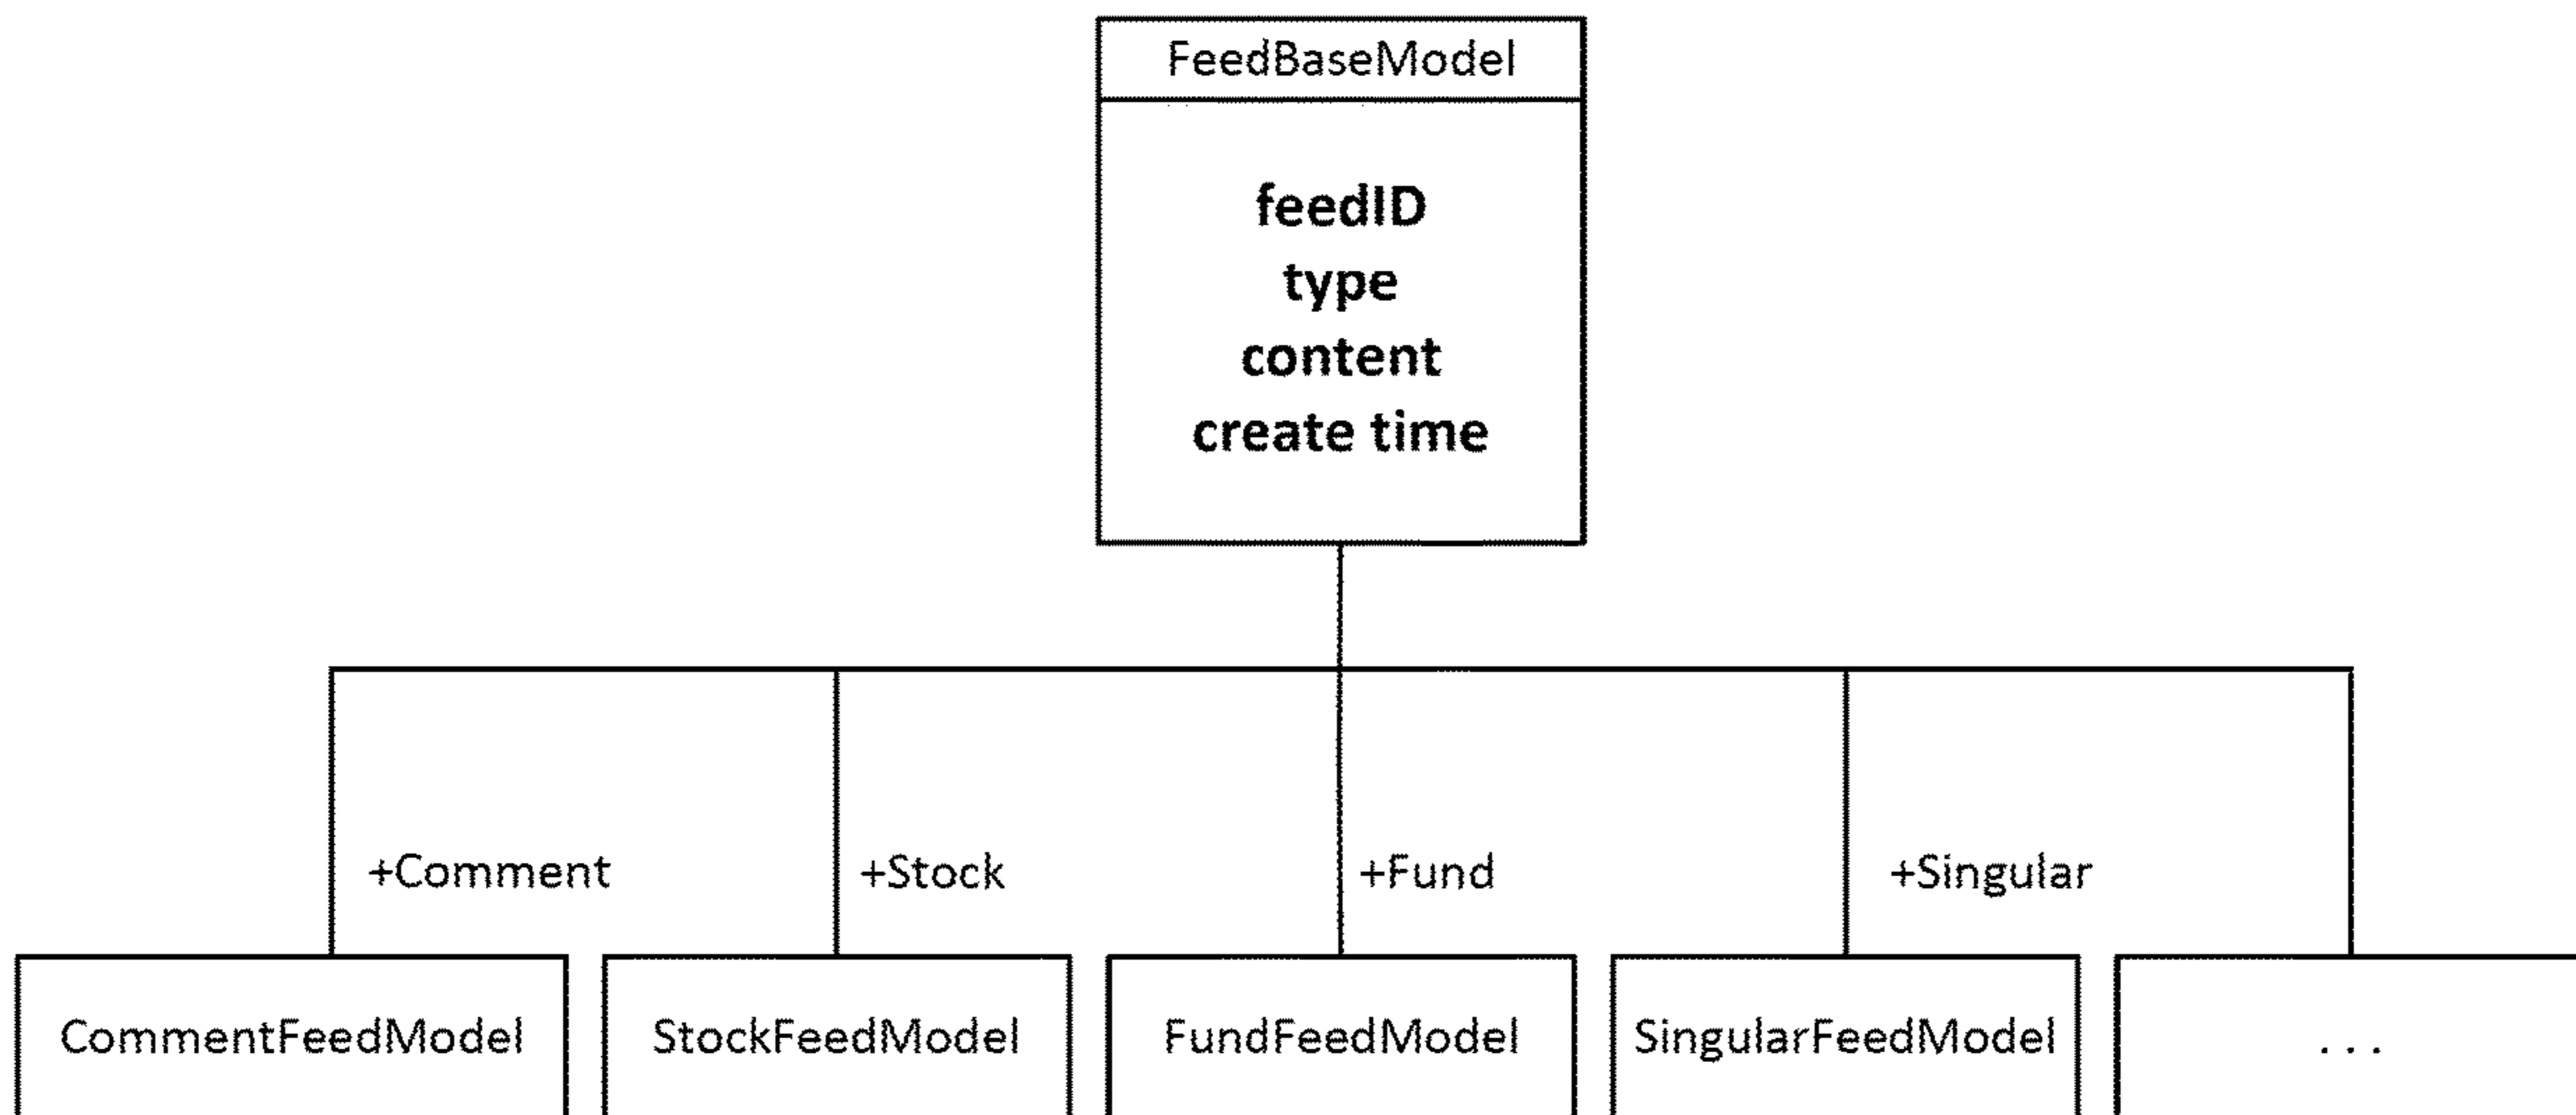 FeedBaseModel
feedID
type
content
create time
+Comment
+Stock
+Fund
+Singular
CommentFeedModel
StockFeedModel
FundFeedModel
SingularFeedModel
. . .